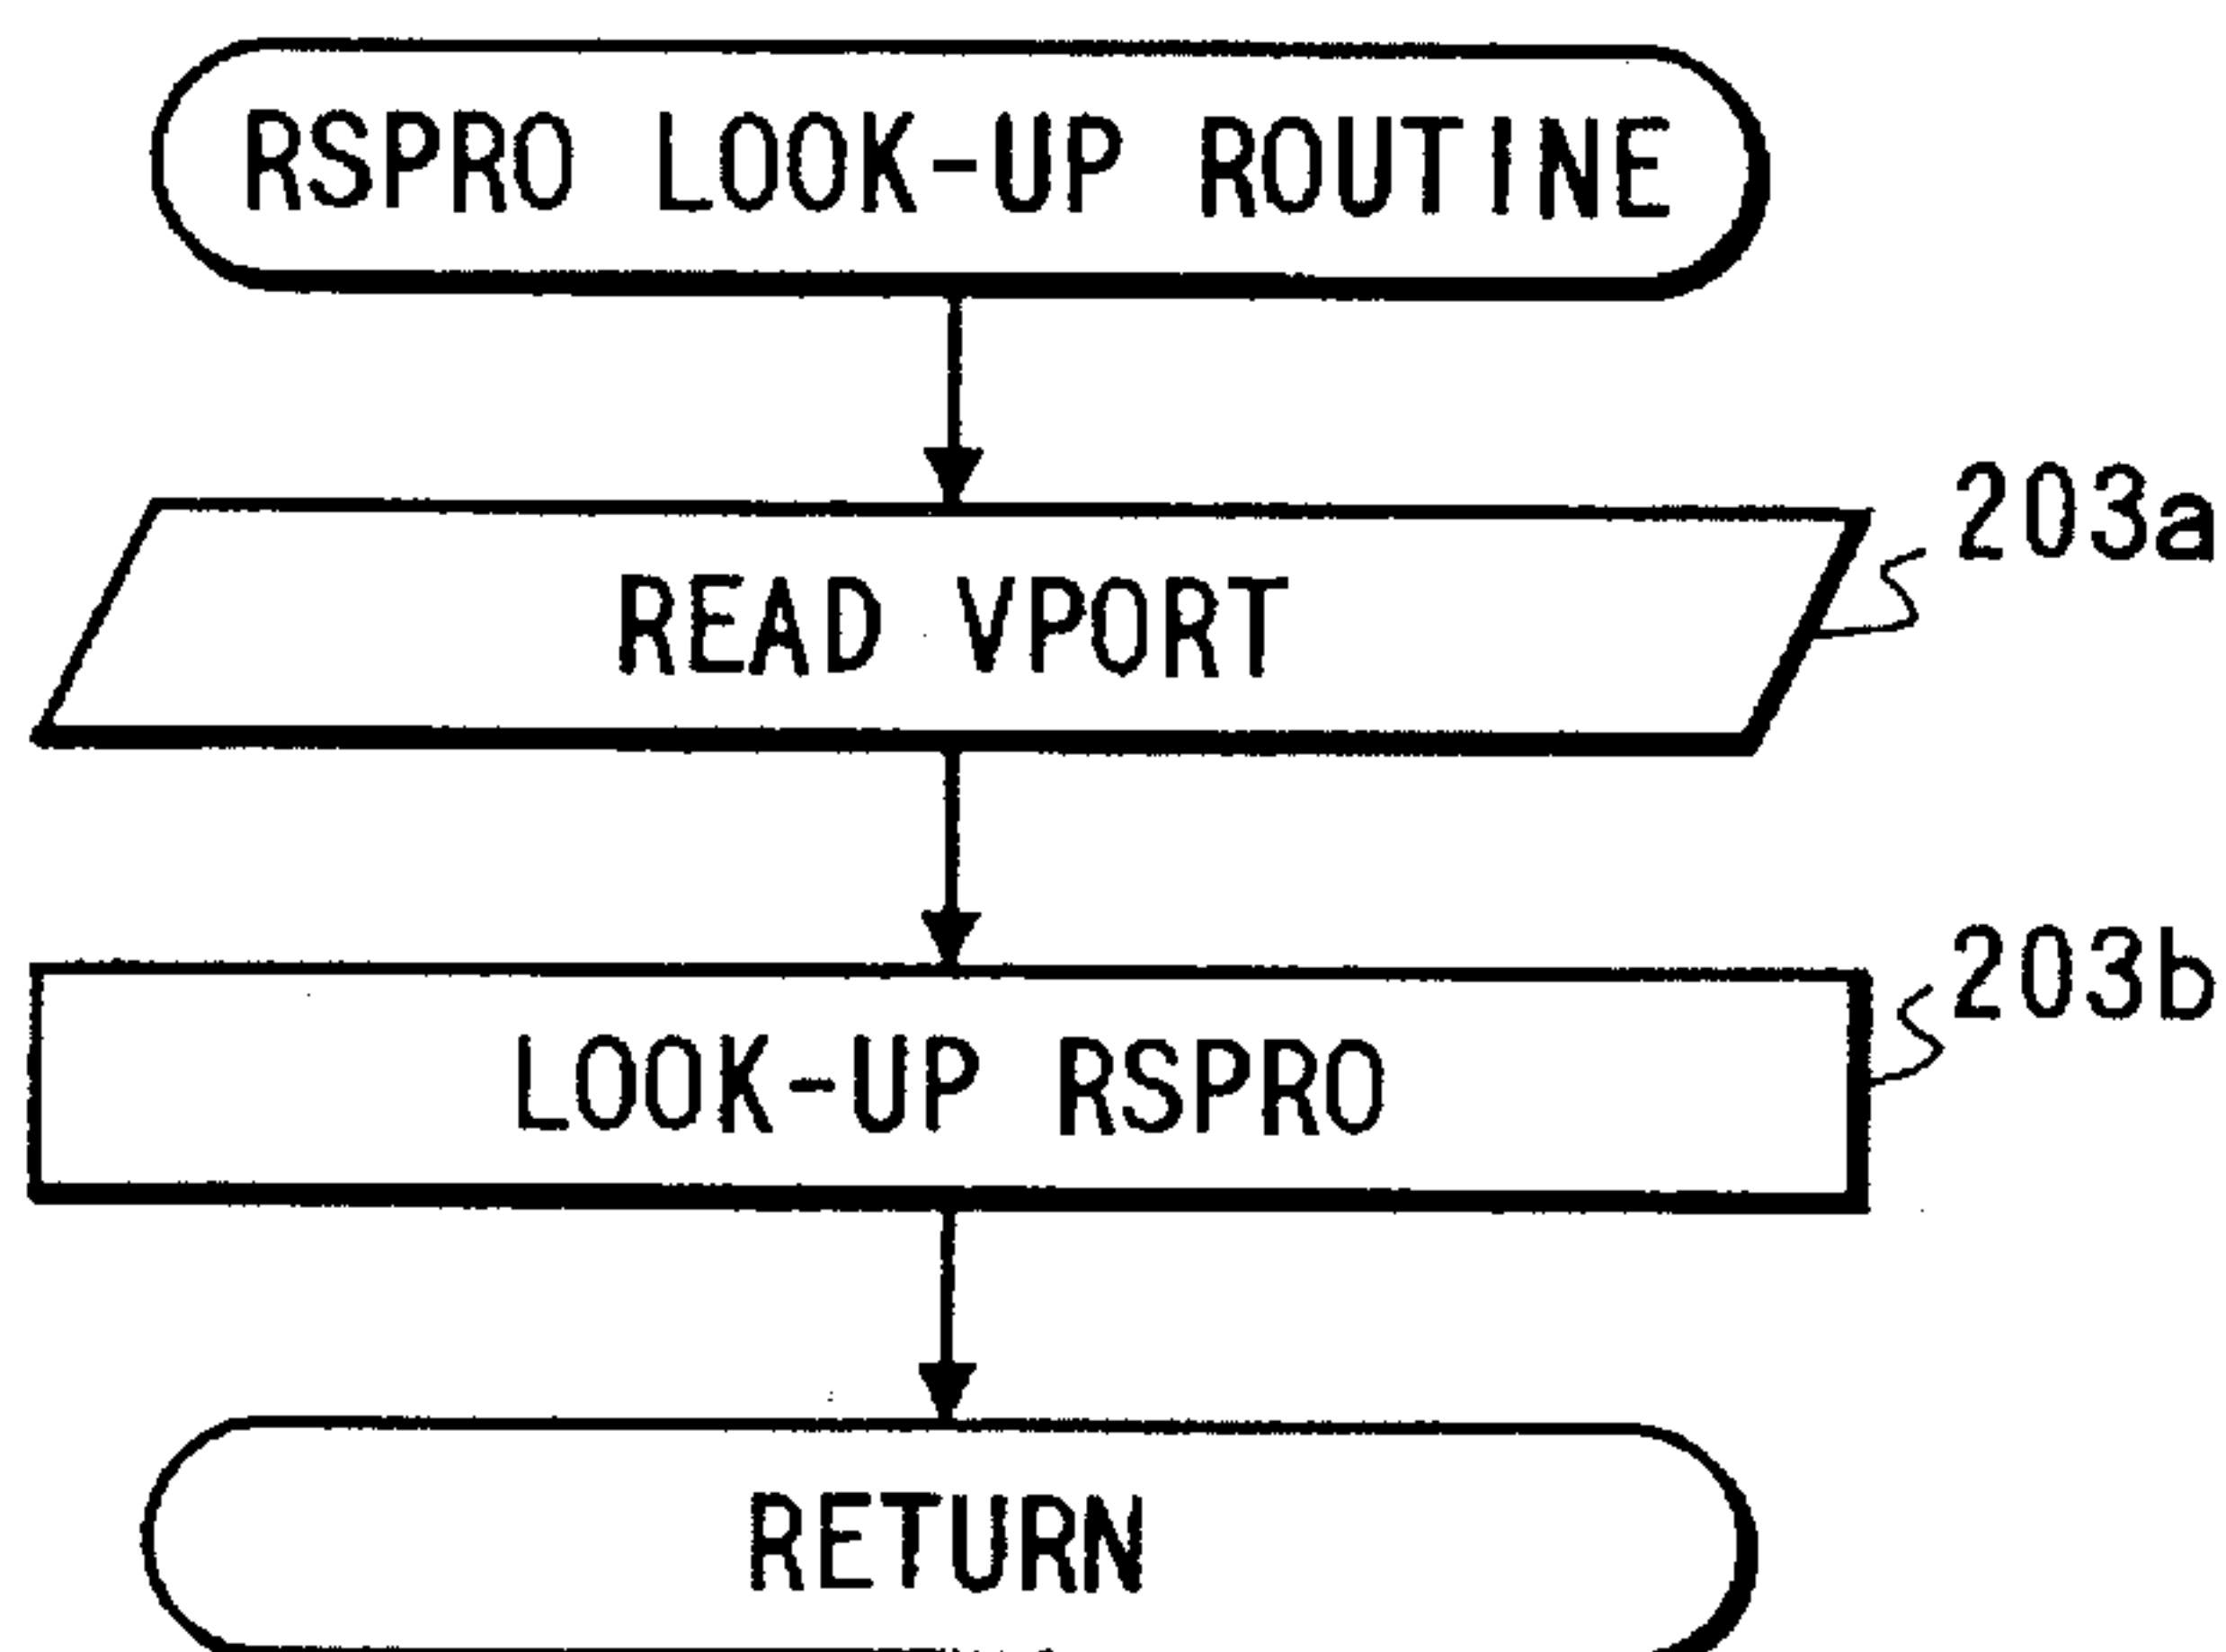 RSPRO LOOK-UP ROUTINE
203a
READ VPORT
203b
LOOK-UP RSPRO
RETURN